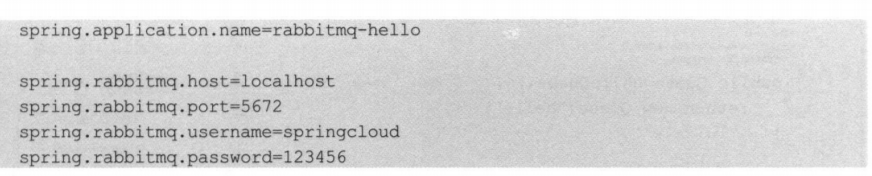 spring.application.name=rabbitmq-hello
spring.rabbitmq.host=localhost
spring.rabbitmq.port=5672
spring.rabbitmq.username=springcloud
spring.rabbitmq.password=123456